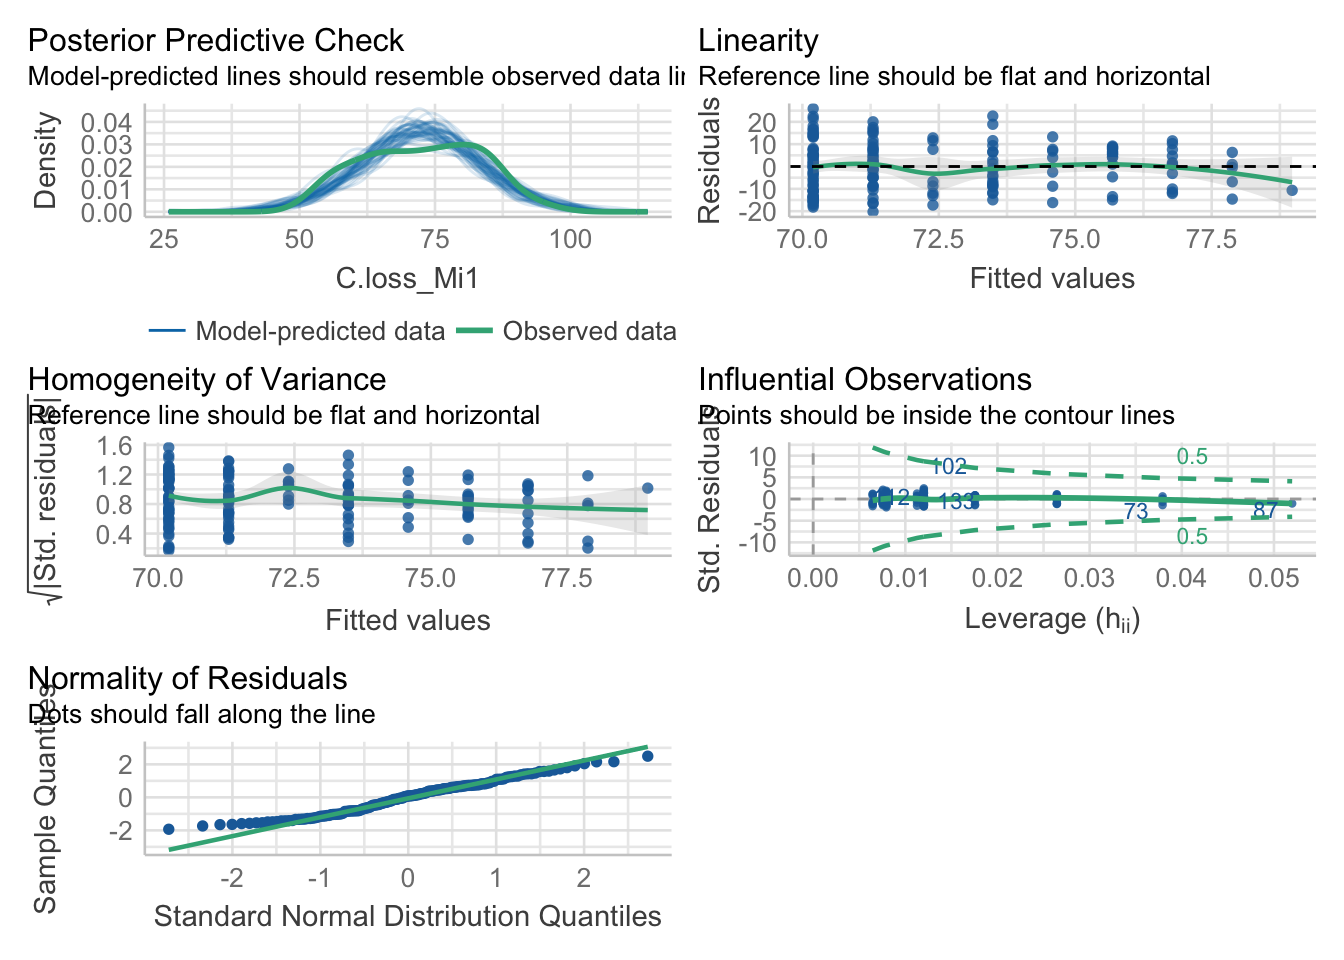 Posterior Predictive Check
Model-predicted lines should resemble observed data lir
Density
0.04
0.03
0.02
0.01
0.00
25 50 75 100
C.loss_Mi1
Model-predicted data Observed data
Linearity
Reference line should be flat and horizontal
Residuals
20
10
0
-10
-20
70.0 72.5 75.0 77.5
Fitted values
Homogeneity of Variance
Reference line should be flat and horizontal
√|Std. residuals|
1.6
1.2
0.8
0.4
70.0 72.5 75.0 77.5
Fitted values
Influential Observations
Points should be inside the contour lines
Std. Residuals
10
5
0
-5
-10
102
0.5
133
73
87
0.5
0.00 0.01 0.02 0.03 0.04 0.05
Leverage (hii)
Normality of Residuals
Dots should fall along the line
Sample Quantiles
2
0
-2
-2 -1 0 1 2
Standard Normal Distribution Quantiles